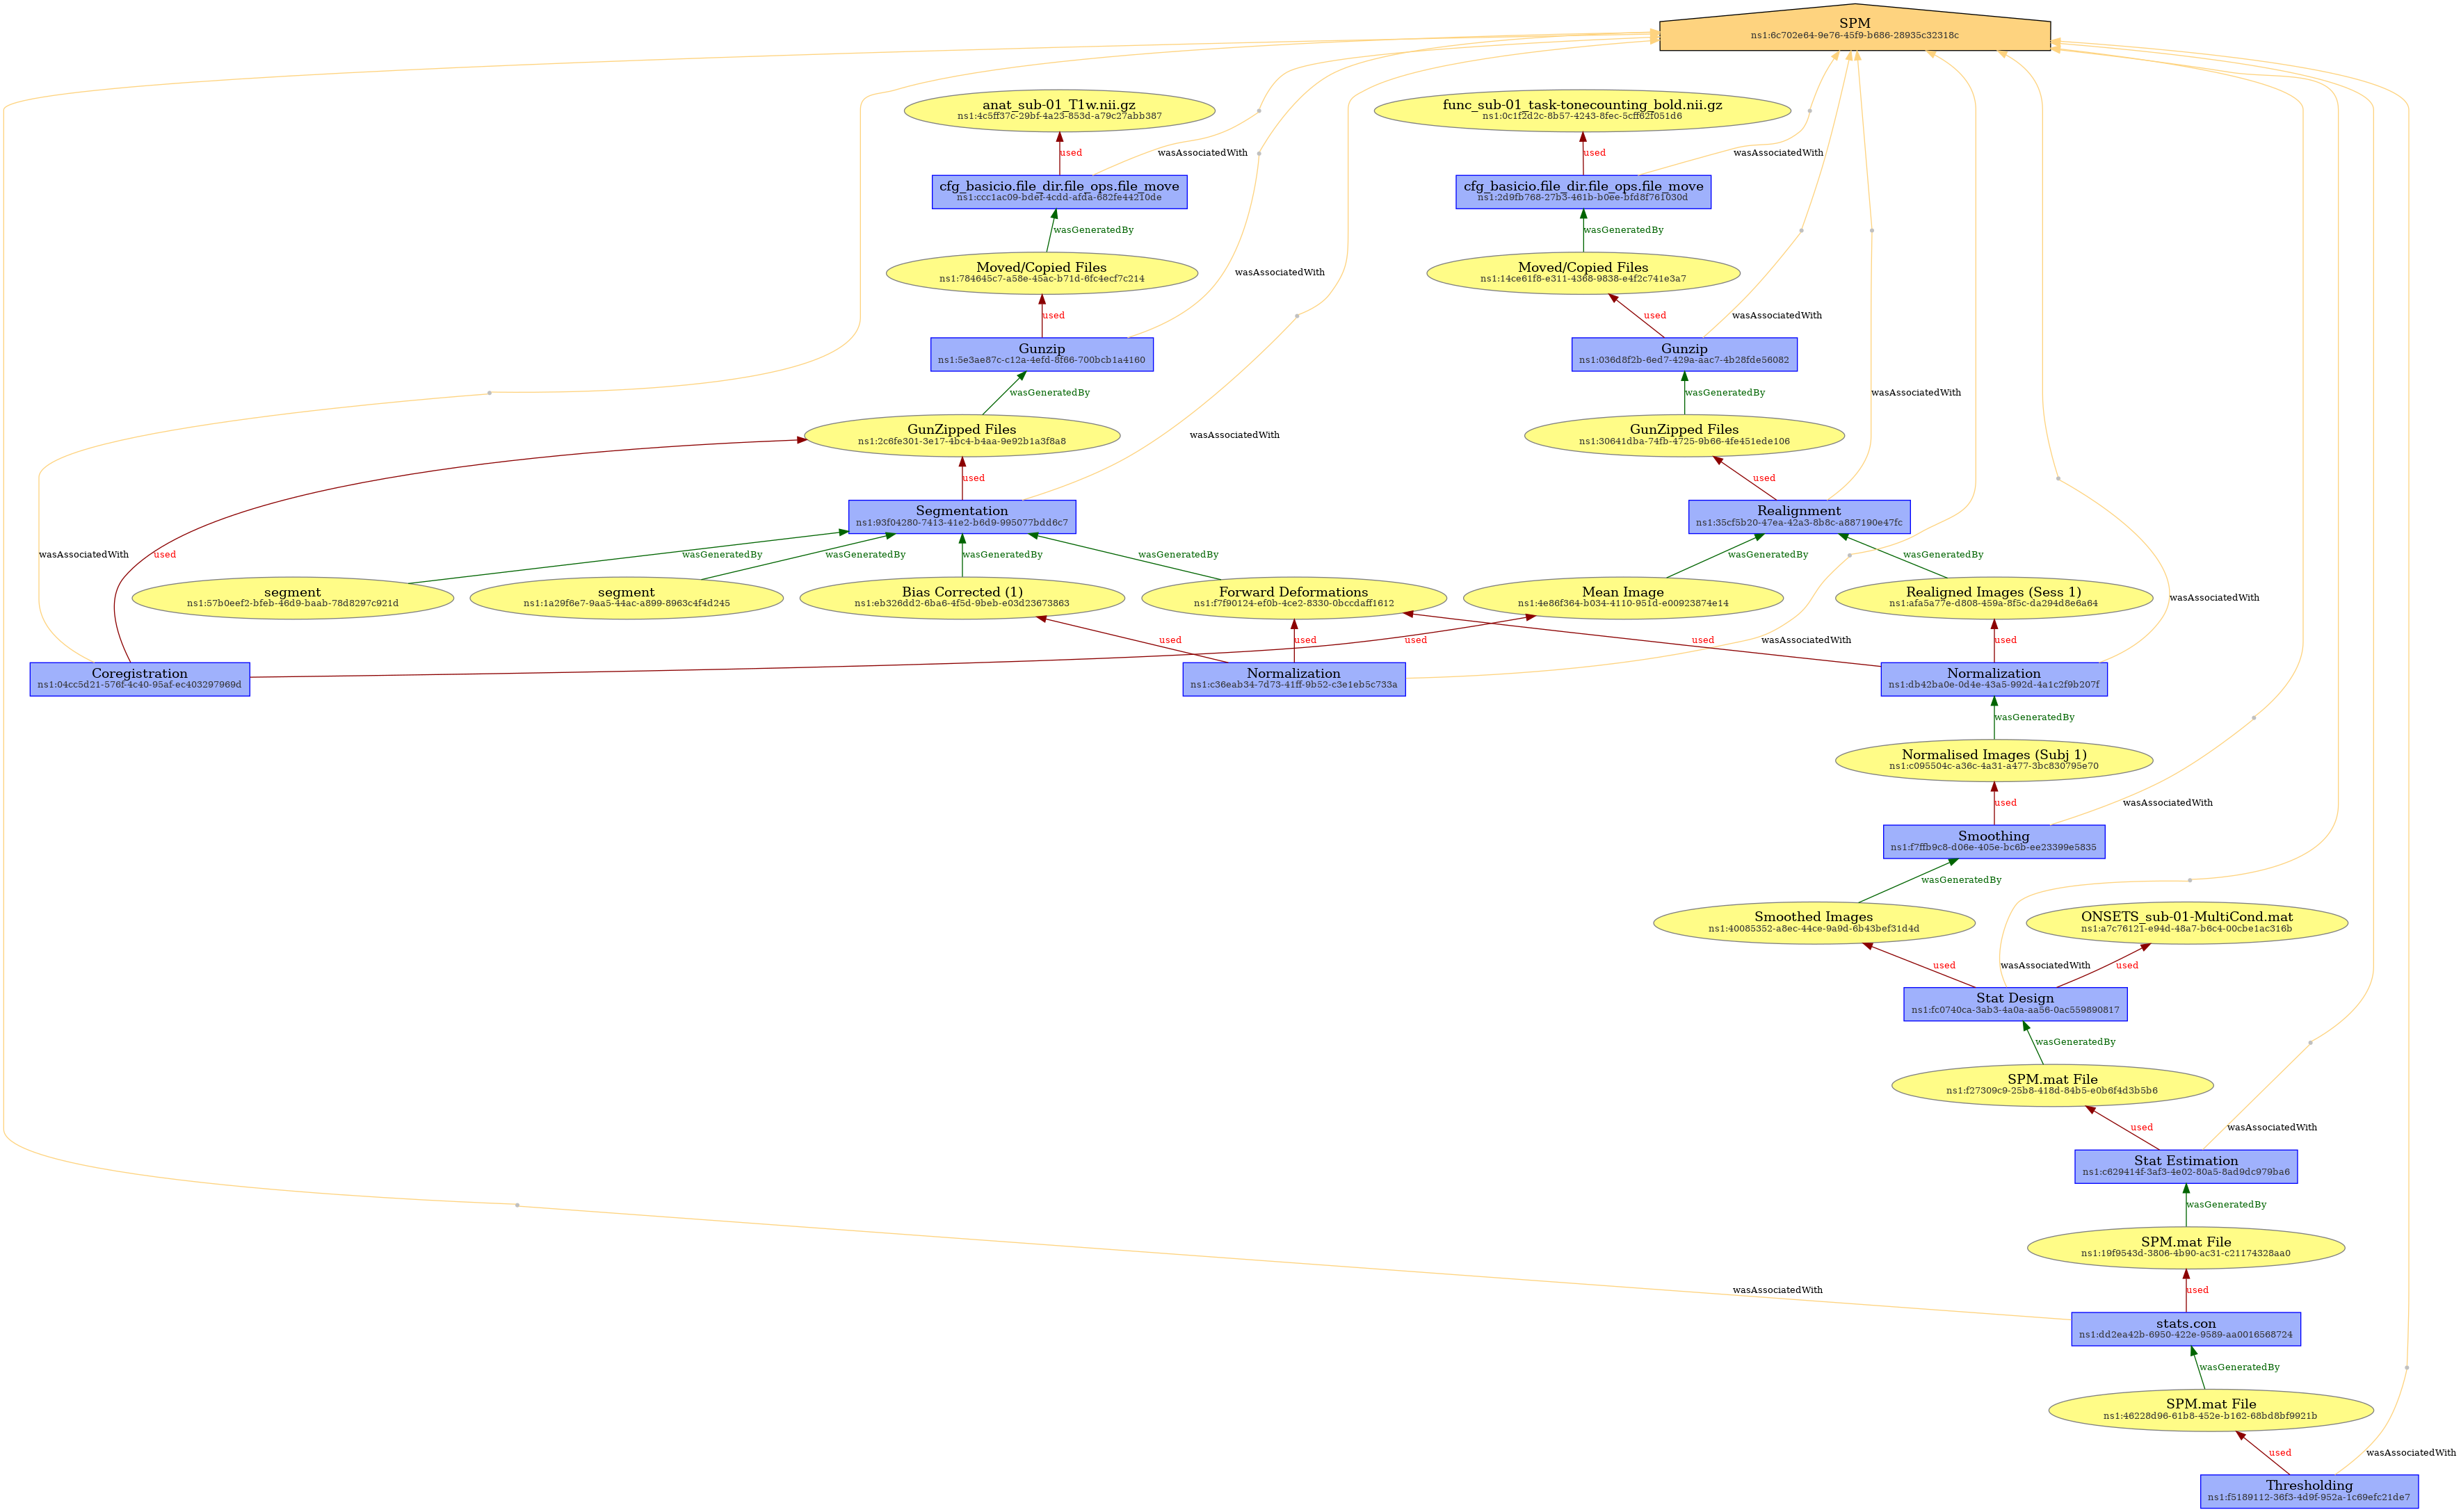 SPM
ns1:6c702e64-9e76-45f9-b686-28935c32318c
anat_sub-01_T1w.nii.gz
ns1:4c5ff37c-29bf-4a23-853d-a79c27abb387
func_sub-01_task-tonecounting_bold.nii.gz
ns1:0c1f2d2c-8b57-4243-8fec-5cff62f051d6
used
wasAssociatedWith
used
wasAssociatedWith
cfg_basicio.file_dir.file_ops.file_move
ns1:ccc1ac09-bdef-4cdd-afda-682fe44210de
cfg_basicio.file_dir.file_ops.file_move
ns1:2d9fb768-27b3-461b-b0ee-bfd8f761030d
wasGeneratedBy
wasGeneratedBy
Moved/Copied Files
ns1:784645c7-a58e-45ac-b71d-6fc4ecf7c214
wasAssociatedWith
Moved/Copied Files
ns1:14ce61f8-e311-4368-9838-e4f2c741e3a7
used
used
wasAssociatedWith
Gunzip
ns1:5e3ae87c-c12a-4efd-8f66-700bcb1a4160
Gunzip
ns1:036d8f2b-6ed7-429a-aac7-4b28fde56082
wasGeneratedBy
wasGeneratedBy
wasAssociatedWith
GunZipped Files
ns1:2c6fe301-3e17-4bc4-b4aa-9e92b1a3f8a8
wasAssociatedWith
GunZipped Files
ns1:30641dba-74fb-4725-9b66-4fe451ede106
used
used
Segmentation
ns1:93f04280-7413-41e2-b6d9-995077bdd6c7
Realignment
ns1:35cf5b20-47ea-42a3-8b8c-a887190e47fc
wasAssociatedWith
used
wasGeneratedBy
wasGeneratedBy
wasGeneratedBy
wasGeneratedBy
wasGeneratedBy
wasGeneratedBy
segment
ns1:57b0eef2-bfeb-46d9-baab-78d8297c921d
segment
ns1:1a29f6e7-9aa5-44ac-a899-8963c4f4d245
Bias Corrected (1)
ns1:eb326dd2-6ba6-4f5d-9beb-e03d23673863
Forward Deformations
ns1:f7f90124-ef0b-4ce2-8330-0bccdaff1612
Mean Image
ns1:4e86f364-b034-4110-951d-e00923874e14
Realigned Images (Sess 1)
ns1:afa5a77e-d808-459a-8f5c-da294d8e6a64
wasAssociatedWith
used
used
used
used
wasAssociatedWith
used
Coregistration
ns1:04cc5d21-576f-4c40-95af-ec403297969d
Normalization
ns1:c36eab34-7d73-41ff-9b52-c3e1eb5c733a
Normalization
ns1:db42ba0e-0d4e-43a5-992d-4a1c2f9b207f
wasGeneratedBy
Normalised Images (Subj 1)
ns1:c095504c-a36c-4a31-a477-3bc830795e70
used
wasAssociatedWith
Smoothing
ns1:f7ffb9c8-d06e-405e-bc6b-ee23399e5835
wasGeneratedBy
Smoothed Images
ns1:40085352-a8ec-44ce-9a9d-6b43bef31d4d
ONSETS_sub-01-MultiCond.mat
ns1:a7c76121-e94d-48a7-b6c4-00cbe1ac316b
used
wasAssociatedWith
used
Stat Design
ns1:fc0740ca-3ab3-4a0a-aa56-0ac559890817
wasGeneratedBy
SPM.mat File
ns1:f27309c9-25b8-418d-84b5-e0b6f4d3b5b6
used
wasAssociatedWith
Stat Estimation
ns1:c629414f-3af3-4e02-80a5-8ad9dc979ba6
wasGeneratedBy
SPM.mat File
ns1:19f9543d-3806-4b90-ac31-c21174328aa0
wasAssociatedWith
used
stats.con
ns1:dd2ea42b-6950-422e-9589-aa0016568724
wasGeneratedBy
SPM.mat File
ns1:46228d96-61b8-452e-b162-68bd8bf9921b
used
wasAssociatedWith
Thresholding
ns1:f5189112-36f3-4d9f-952a-1c69efc21de7